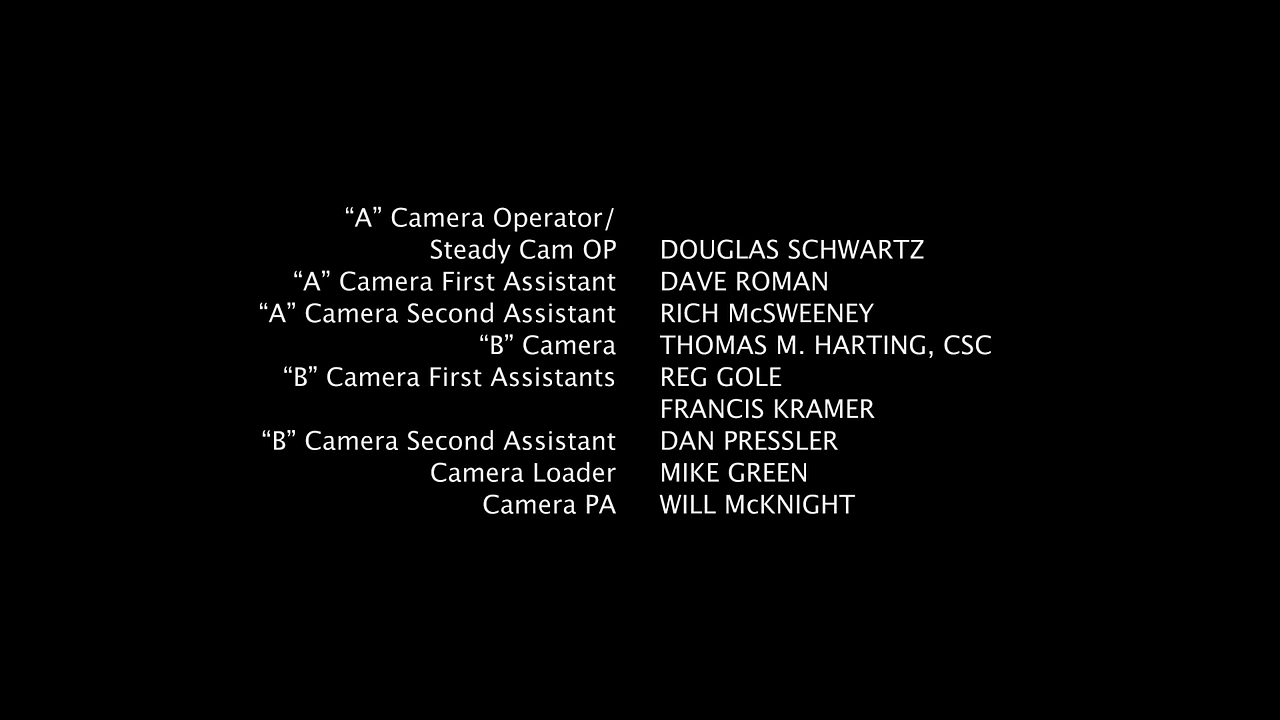 “A” Camera Operator/
Steady Cam OP DOUGLAS SCHWARTZ
“A” Camera First Assistant DAVE ROMAN
“A” Camera Second Assistant RICH McSWEENEY
“B” Camera THOMAS M. HARTING, CSC
“B” Camera First Assistants REG GOLE
FRANCIS KRAMER
“B” Camera Second Assistant DAN PRESSLER
Camera Loader MIKE GREEN
Camera PA WILL McKNIGHT